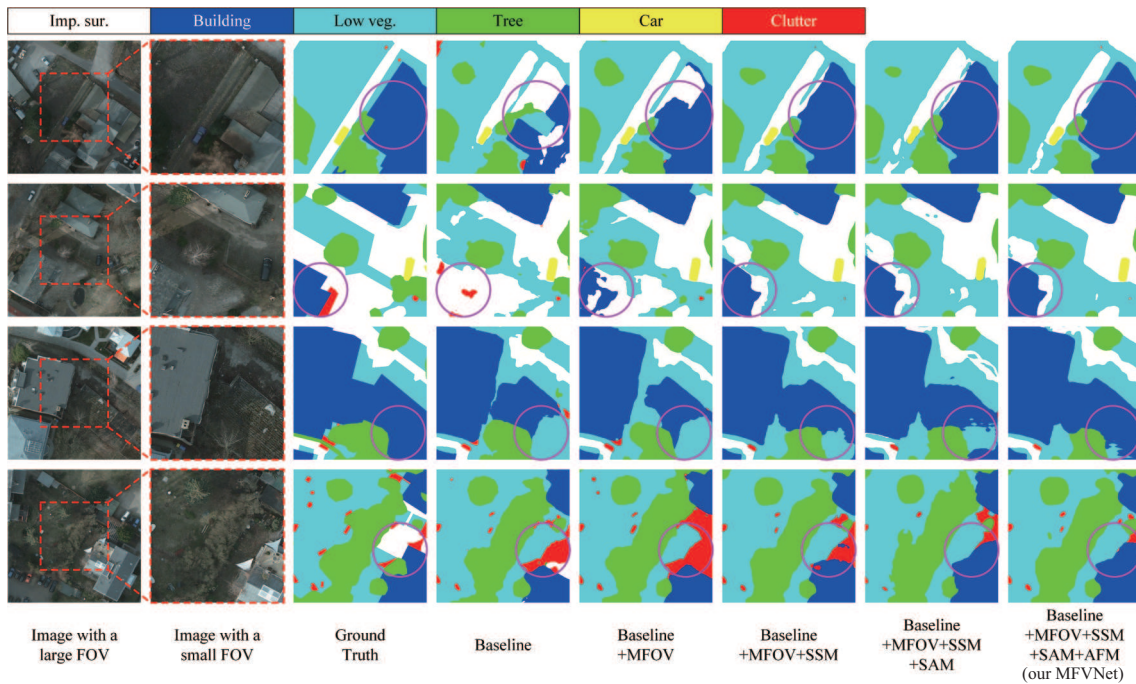 Imp. sur.
Building
Low veg.
Tree
Car
Clutter
Image with a
large FOV
Image with a
small FOV
Ground
Truth
Baseline
Baseline
+MFOV
Baseline
+MFOV+SSM
Baseline
+MFOV+SSM
+SAM
Baseline
+MFOV+SSM
+SAM+AFM
(our MFVNet)